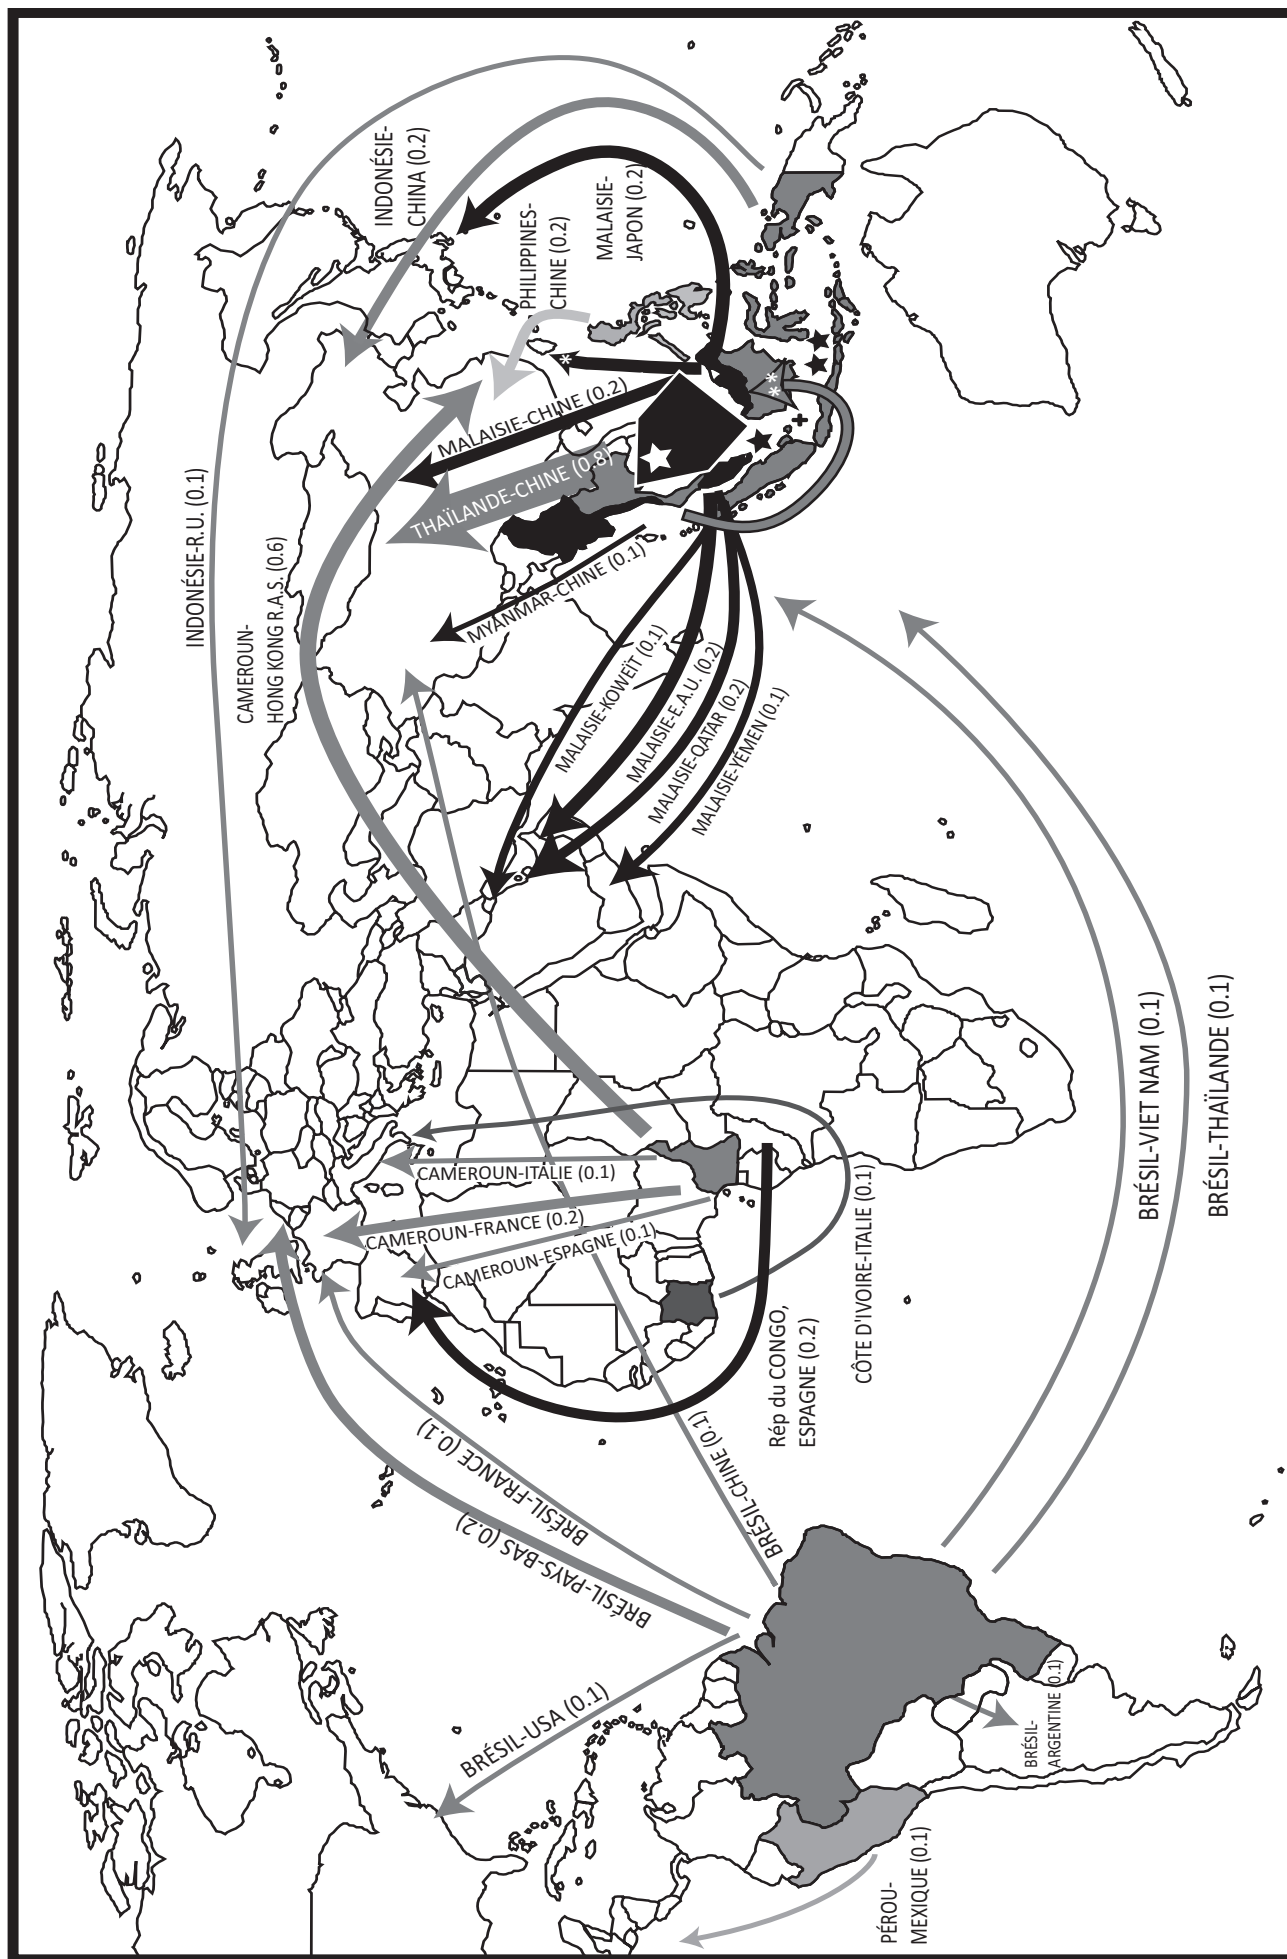 INDONÉSIE-R.U. (0.1)
CAMEROUN-
HONG KONG R.A.S. (0.6)
INDONÉSIE-
CHINA (0.2)
PHILIPPINES-
CHINE (0.2)
MALAISIE-
JAPON (0.2)
MALAISIE-CHINE (0.2)
THAÏLANDE-CHINE (0.8)
MYANMAR-CHINE (0.1)
MALAISIE-KOWEÏT (0.1)
MALAISIE-E.A.U. (0.2)
MALAISIE-QATAR (0.2)
MALAISIE-YÉMEN (0.1)
CAMEROUN-ITALIE (0.1)
CAMEROUN-FRANCE (0.2)
CAMEROUN-ESPAGNE (0.1)
Rép du CONGO,
ESPAGNE (0.2)
CÔTE D'IVOIRE-ITALIE (0.1)
BRÉSIL-VIET NAM (0.1)
BRÉSIL-THAÏLANDE (0.1)
BRÉSIL-FRANCE (0.1)
BRÉSIL-PAYS-BAS (0.2)
BRÉSIL-CHINE (0.1)
BRÉSIL-USA (0.1)
BRÉSIL-
ARGENTINE (0.1)
PÉROU-
MEXIQUE (0.1)